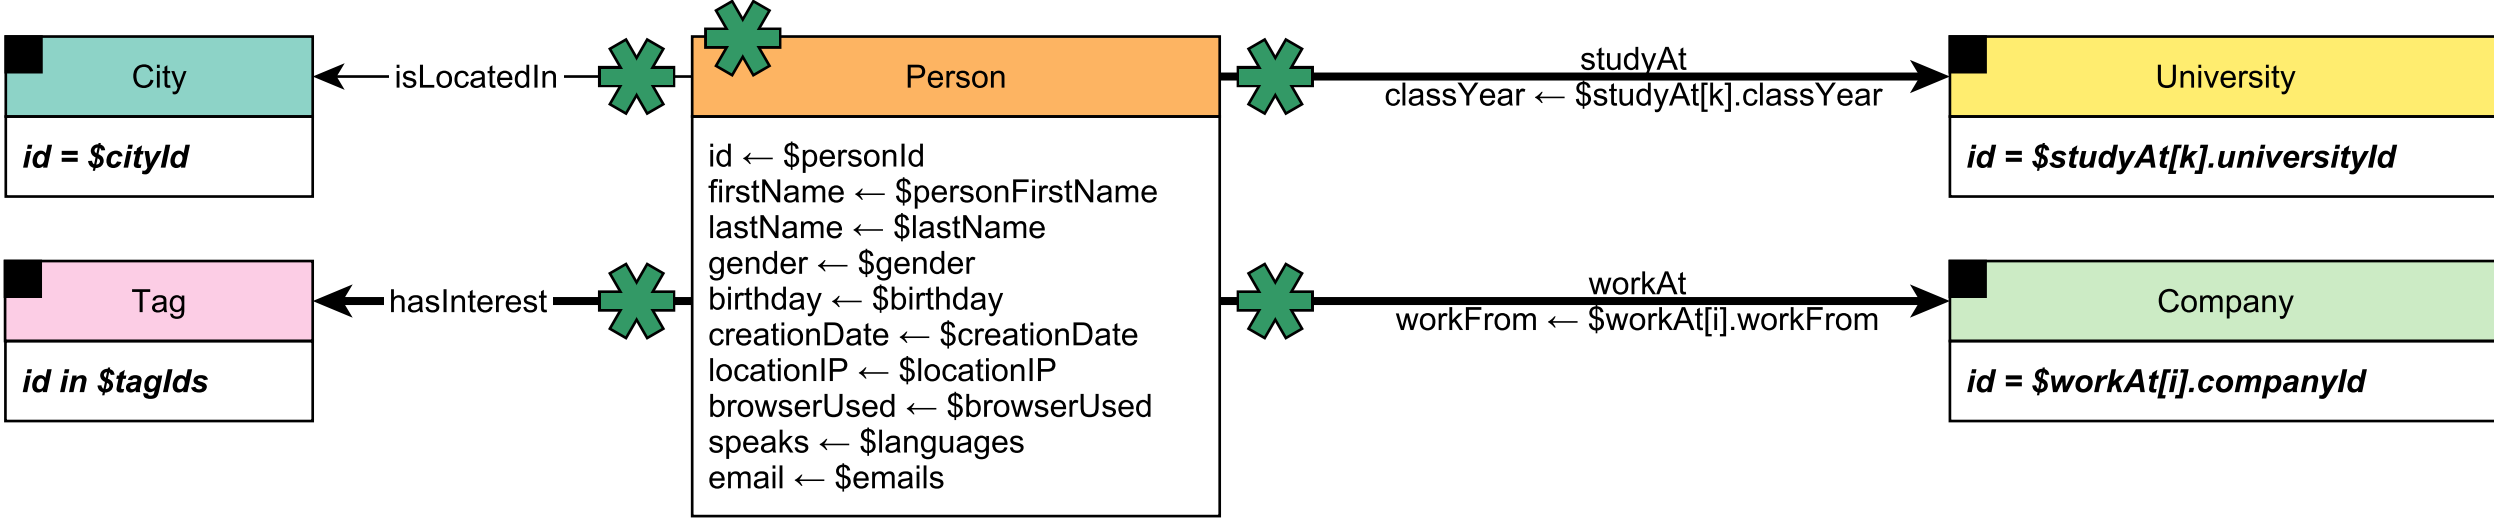 City
id = $cityId
isLocatedIn
Tag
id in $tagIds
hasInterest
Person
id ← $personId
firstName ← $personFirstName
lastName ← $lastName
gender ← $gender
birthday ← $birthday
creationDate ← $creationDate
locationIP ← $locationIP
browserUsed ← $browserUsed
speaks ← $languages
email ← $emails
studyAt
classYear ← $studyAt[k].classYear
University
id = $studyAt[k].universityId
workAt
workFrom ← $workAt[i].workFrom
Company
id = $workAt[i].companyId